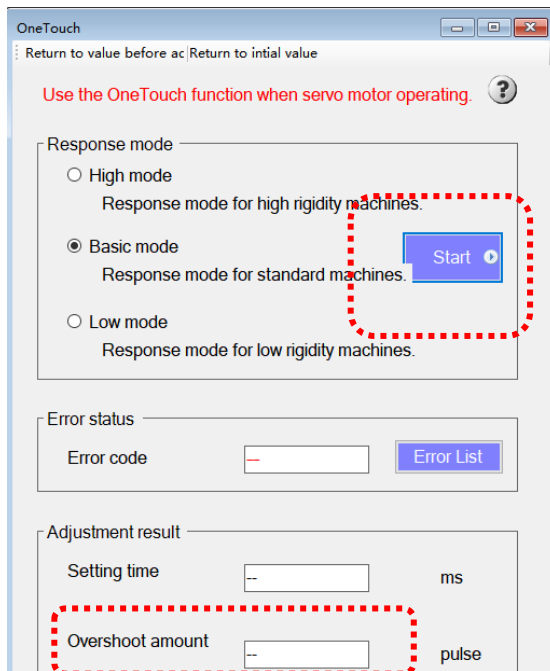 OneTouch
Return to value before ac Return to intial value
Use the OneTouch function when servo motor operating. ?
Response mode
High mode
Response mode for high rigidity machines.
Basic mode
Start
Response mode for standard machines.
Low mode
Response mode for low rigidity machines.
Error status
Error code --- Error List
Adjustment result
Setting time -- ms
Overshoot amount -- pulse